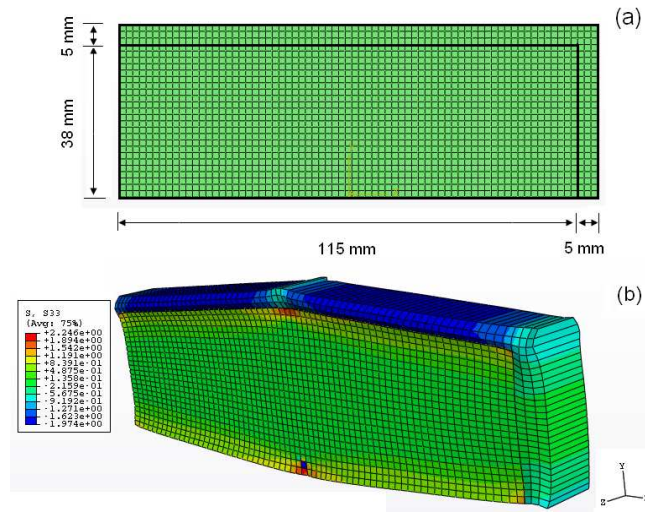 (a)
5 mm
38 mm
115 mm
5 mm
(b)
S, S33
(Avg: 75%)
+2.246e+00
+1.894e+00
+1.542e+00
+1.191e+00
+8.391e-01
+4.875e-01
+1.358e-01
-2.159e-01
-5.675e-01
-9.192e-01
-1.271e+00
-1.623e+00
-1.974e+00
Y
Z